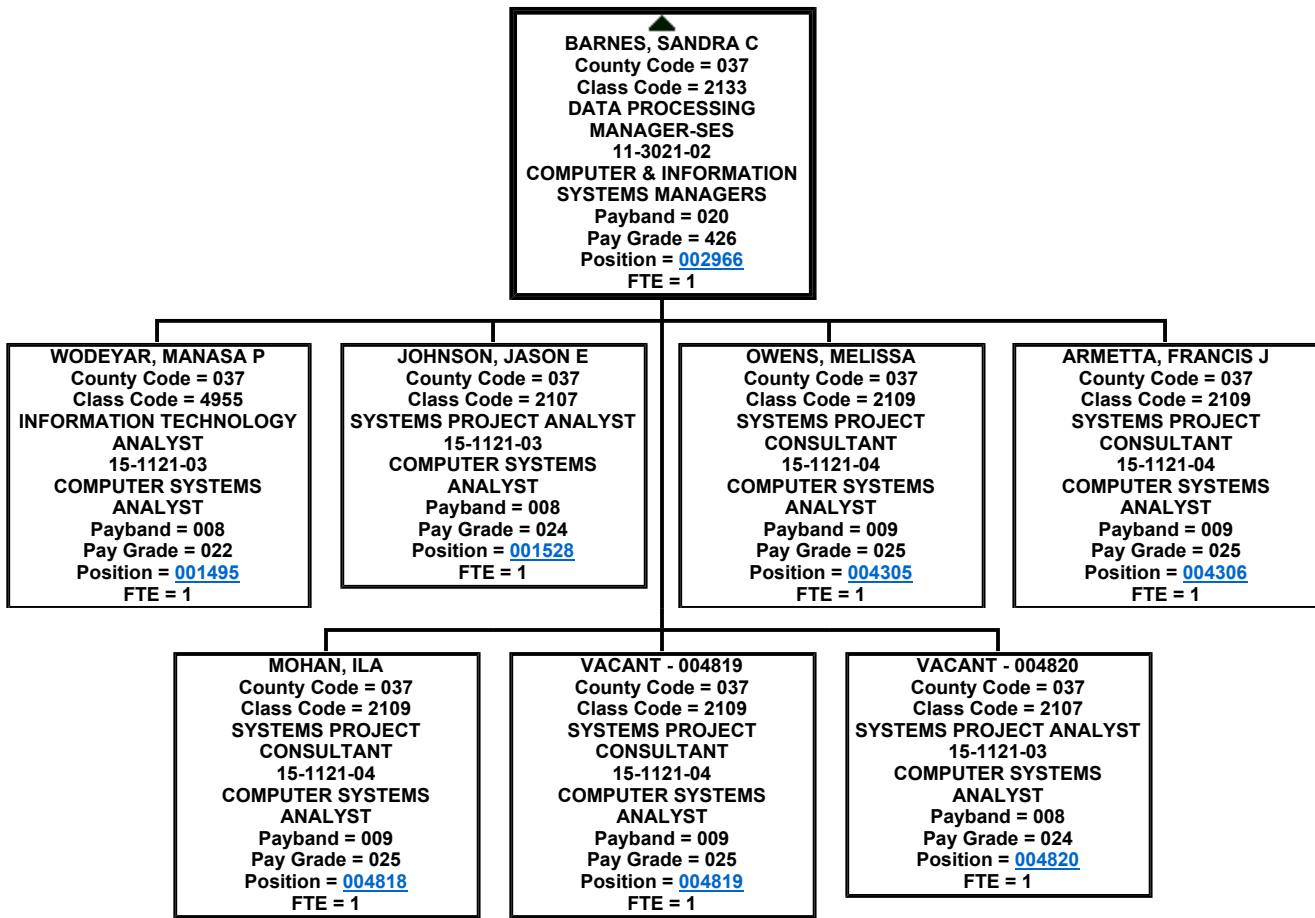 BARNES, SANDRA C
County Code = 037
Class Code = 2133
DATA PROCESSING
MANAGER-SES
11-3021-02
COMPUTER & INFORMATION
SYSTEMS MANAGERS
Payband = 020
Pay Grade = 426
Position = 002966
FTE = 1
WODEYAR, MANASA P
County Code = 037
Class Code = 4955
INFORMATION TECHNOLOGY
ANALYST
15-1121-03
COMPUTER SYSTEMS
ANALYST
Payband = 008
Pay Grade = 022
Position = 001495
FTE = 1
JOHNSON, JASON E
County Code = 037
Class Code = 2107
SYSTEMS PROJECT ANALYST
15-1121-03
COMPUTER SYSTEMS
ANALYST
Payband = 008
Pay Grade = 024
Position = 001528
FTE = 1
OWENS, MELISSA
County Code = 037
Class Code = 2109
SYSTEMS PROJECT
CONSULTANT
15-1121-04
COMPUTER SYSTEMS
ANALYST
Payband = 009
Pay Grade = 025
Position = 004305
FTE = 1
ARMETTA, FRANCIS J
County Code = 037
Class Code = 2109
SYSTEMS PROJECT
CONSULTANT
15-1121-04
COMPUTER SYSTEMS
ANALYST
Payband = 009
Pay Grade = 025
Position = 004306
FTE = 1
MOHAN, ILA
County Code = 037
Class Code = 2109
SYSTEMS PROJECT
CONSULTANT
15-1121-04
COMPUTER SYSTEMS
ANALYST
Payband = 009
Pay Grade = 025
Position = 004818
FTE = 1
VACANT - 004819
County Code = 037
Class Code = 2109
SYSTEMS PROJECT
CONSULTANT
15-1121-04
COMPUTER SYSTEMS
ANALYST
Payband = 009
Pay Grade = 025
Position = 004819
FTE = 1
VACANT - 004820
County Code = 037
Class Code = 2107
SYSTEMS PROJECT ANALYST
15-1121-03
COMPUTER SYSTEMS
ANALYST
Payband = 008
Pay Grade = 024
Position = 004820
FTE = 1